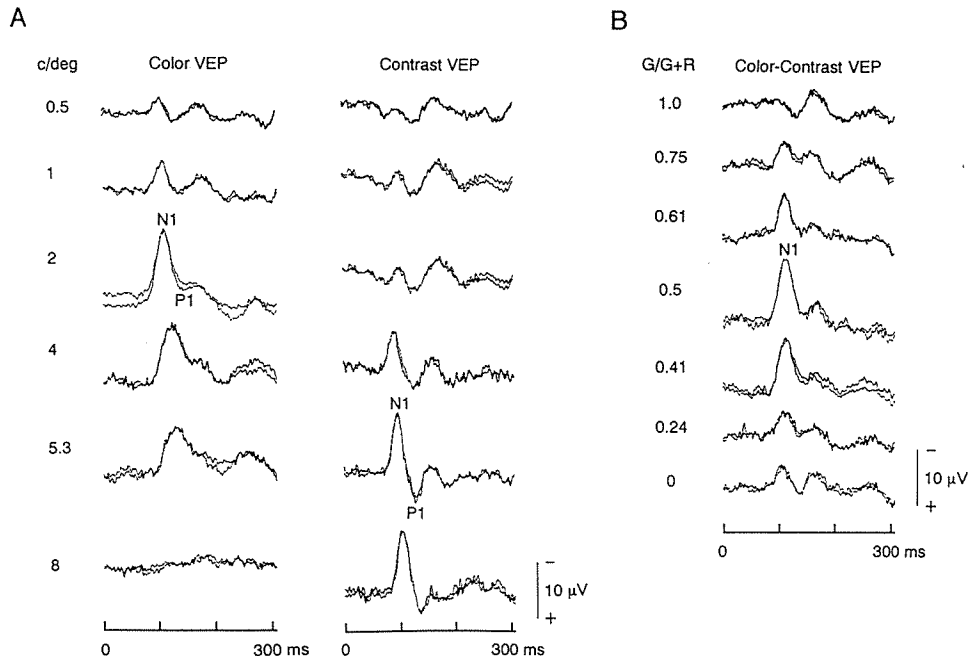 A
c/deg Color VEP Contrast VEP
0.5
1
2
N1
P1
4
5.3
N1
P1
8
−
10 μV
+
0 300 ms
0 300 ms
B
G/G+R Color-Contrast VEP
1.0
0.75
0.61
N1
0.5
0.41
0.24
0
−
10 μV
+
0 300 ms